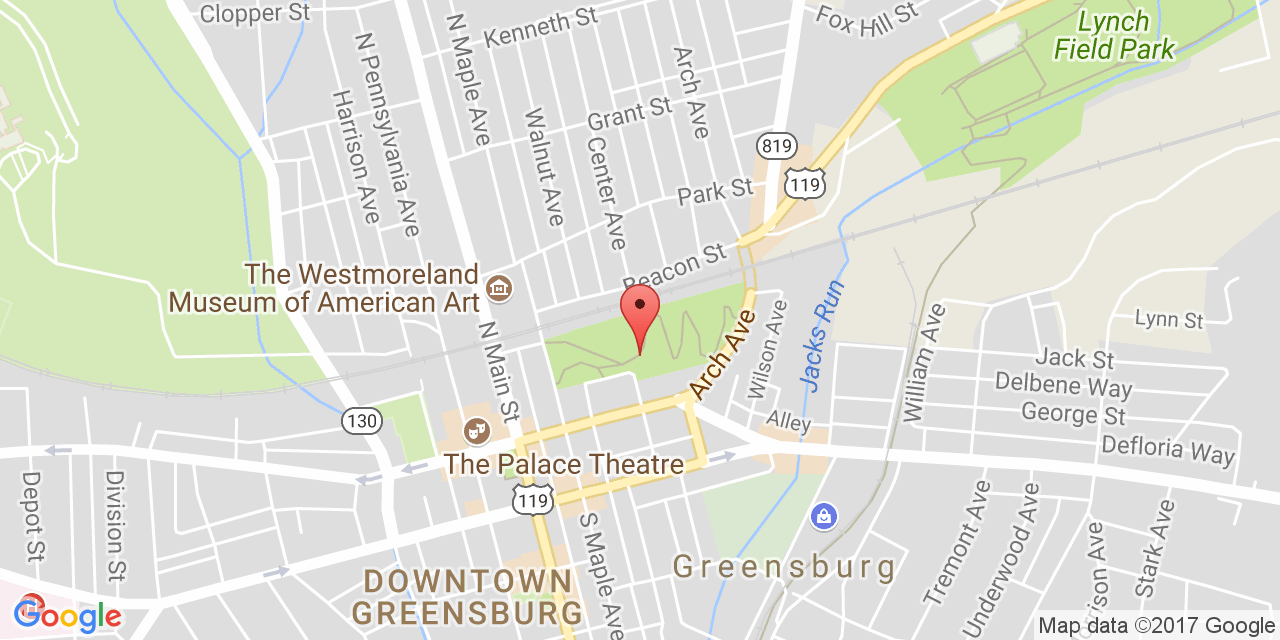 Clopper St
Kenneth St
Fox Hill St
Lynch
Field Park
N Maple Ave
N Pennsylvania Ave
Harrison Ave
Walnut Ave
Center Ave
Grant St
Arch Ave
819
119
Park St
Beacon St
The Westmoreland
Museum of American Art
N Main St
Arch Ave
Wilson Ave
Jacks Run
William Ave
Lynn St
Jack St
Delbene Way
George St
Defloria Way
Alley
130
The Palace Theatre
119
Depot St
Division St
S Maple Ave
Greensburg
DOWNTOWN
GREENSBURG
Tremont Ave
Underwood Ave
Stark Ave
Google
Map data ©2017 Google